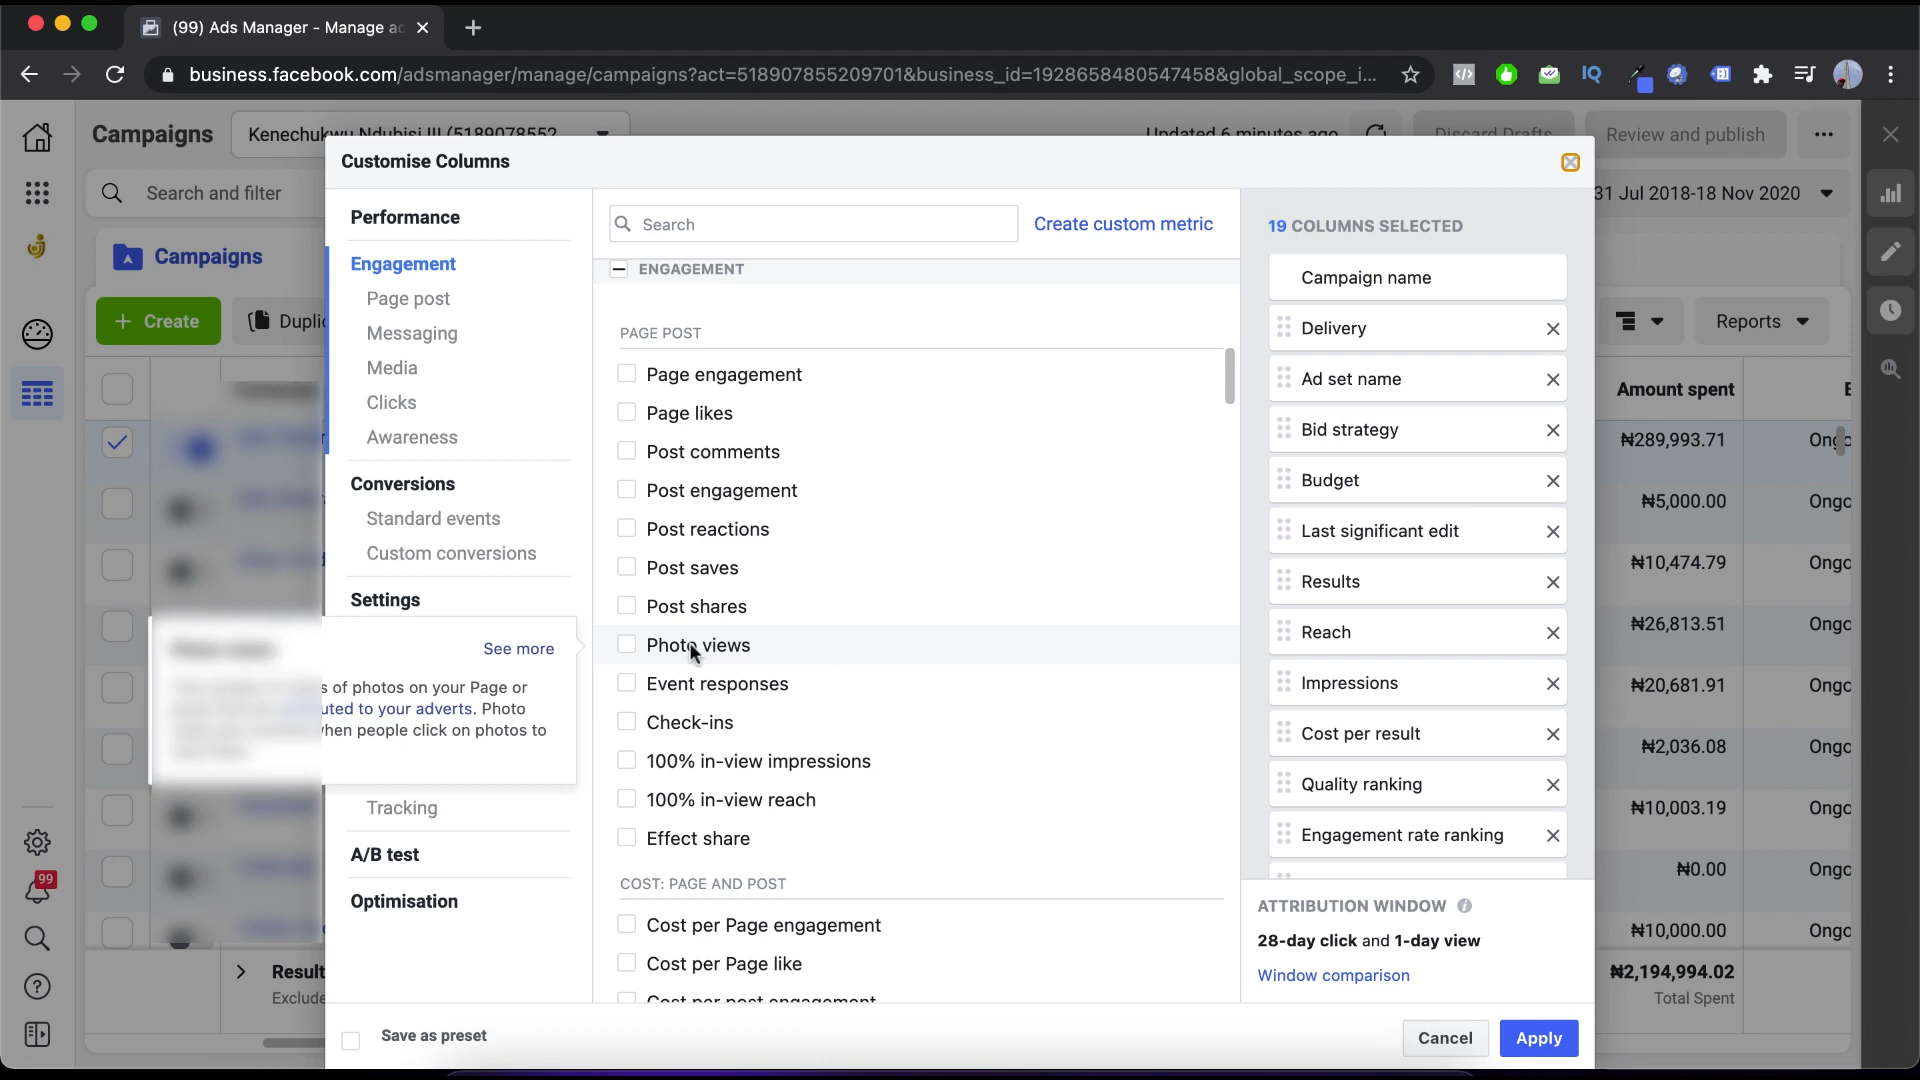 (99) Ads Manager - Manage ad
business.facebook.com/adsmanager/manage/campaigns?act=518907855209701&business_id=1928658480547458&global_scope_i...
Campaigns
Kenechukwu Ndubisi III (5189078552...
Updated 6 minutes ago
Discard Drafts
Review and publish
Search and filter
31 Jul 2018-18 Nov 2020
Campaigns
+ Create
Duplic
Reports
Customise Columns
Performance
Engagement
Page post
Messaging
Media
Clicks
Awareness
Conversions
Standard events
Custom conversions
Settings
See more
s of photos on your Page or
uted to your adverts. Photo
hen people click on photos to
Tracking
A/B test
Optimisation
Search
Create custom metric
ENGAGEMENT
PAGE POST
Page engagement
Page likes
Post comments
Post engagement
Post reactions
Post saves
Post shares
Photo views
Event responses
Check-ins
100% in-view impressions
100% in-view reach
Effect share
COST: PAGE AND POST
Cost per Page engagement
Cost per Page like
Cost per post engagement
19 COLUMNS SELECTED
Campaign name
Delivery
Ad set name
Bid strategy
Budget
Last significant edit
Results
Reach
Impressions
Cost per result
Quality ranking
Engagement rate ranking
ATTRIBUTION WINDOW
28-day click and 1-day view
Window comparison
Save as preset
Cancel
Apply
Amount spent E
₦289,993.71 Ongo
₦5,000.00 Ongo
₦10,474.79 Ongo
₦26,813.51 Ongo
₦20,681.91 Ongo
₦2,036.08 Ongo
₦10,003.19 Ongo
₦0.00 Ongo
₦10,000.00 Ongo
₦2,194,994.02
Total Spent
Result
Exclude
99